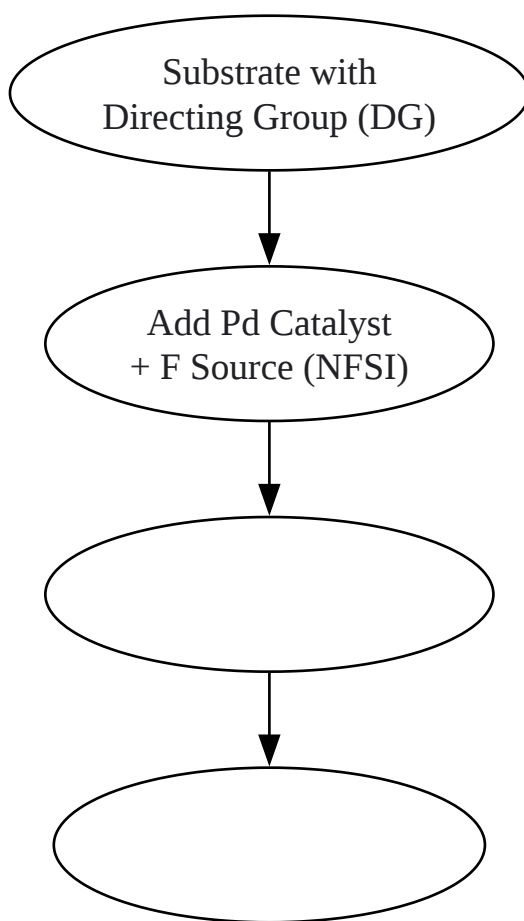 Substrate with
Directing Group (DG)
Add Pd Catalyst
+ F Source (NFSI)